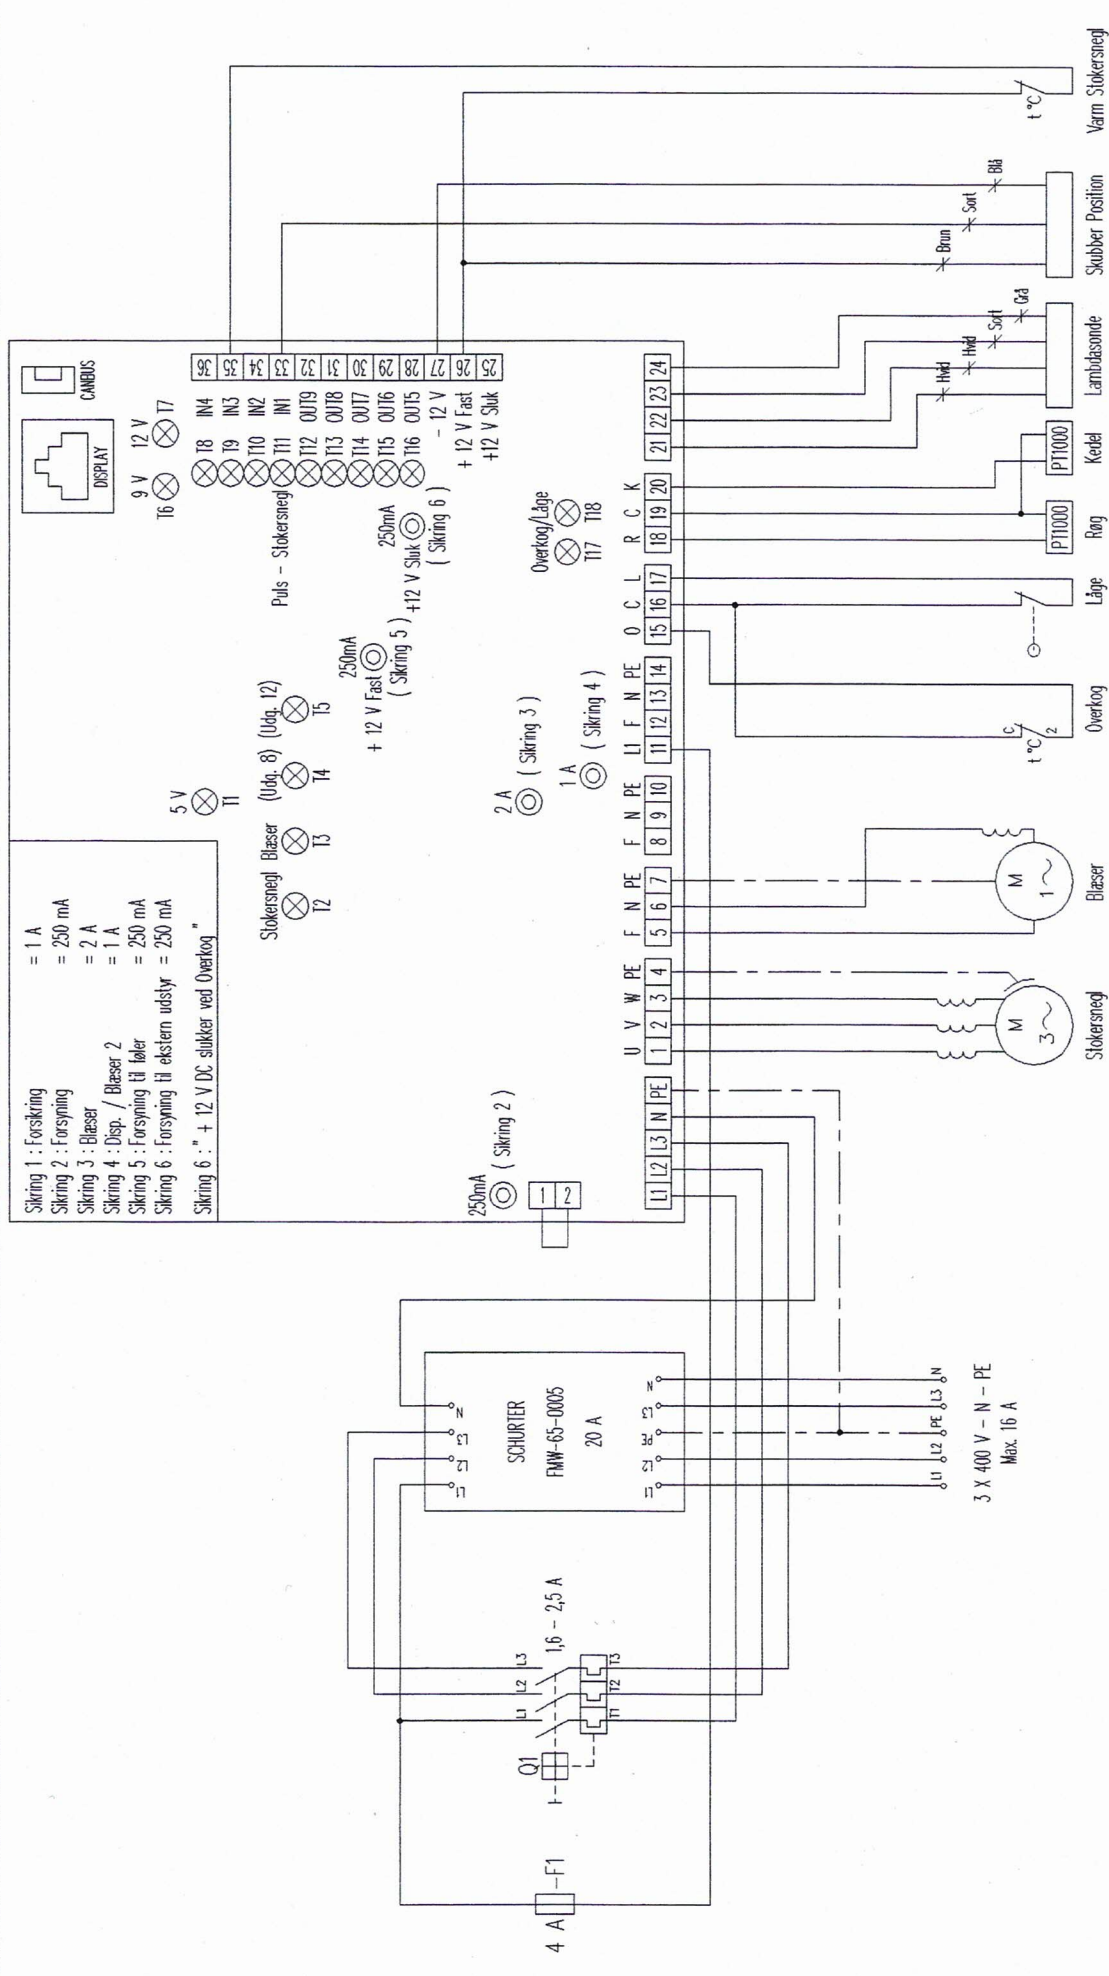 Sikring 1 : Forsikring = 1 A
Sikring 2 : Forsyning = 250 mA
Sikring 3 : Blæser = 2 A
Sikring 4 : Disp. / Blæser 2 = 1 A
Sikring 5 : Forsyning til føler = 250 mA
Sikring 6 : Forsyning til ekstern udstyr = 250 mA
Sikring 6 : " + 12 V DC slukker ved Overkog "
DISPLAY
CANBUS
5 V
T1
9 V
T6
12 V
T7
Stokersnegl
T2
Blæser
T3
(Udg. 8)
T4
(Udg. 12)
T5
Puls - Stokersnegl
T8 IN4 36
T9 IN3 35
T10 IN2 34
T11 IN1 33
T12 OUT9 32
T13 OUT8 31
T14 OUT7 30
T15 OUT6 29
T16 OUT5 28
- 12 V 27
+ 12 V Fast 26
+12 V Sluk 25
250mA
+ 12 V Fast
( Sikring 5 )
250mA
+12 V Sluk
( Sikring 6 )
250mA
( Sikring 2 )
1
2
2 A
( Sikring 3 )
1 A
( Sikring 4 )
Overkog/Låge
T17
T18
U V W PE
F N PE
F N PE
L1 F N PE
O C L
R C K
L1 L2 L3 N PE
1 2 3 4
5 6 7
8 9 10
11 12 13 14
15 16 17
18 19 20
21 22 23 24
4 A
-F1
Q1
L1 L2 L3
1,6 - 2,5 A
T1 T2 T3
L1 L2 L3 N
SCHURTER
FMW-65-0005
20 A
L1 L2 PE L3 N
L1 L2 PE L3 N
3 X 400 V - N - PE
Max. 16 A
M
3~
Stokersnegl
M
1~
Blæser
C
t °C
2
Overkog
Låge
PT1000
Røg
PT1000
Kedel
Hvid
Hvid
Sort
Grå
Lambdasonde
Brun
Sort
Blå
Skubber Position
t °C
Varm Stokersnegl